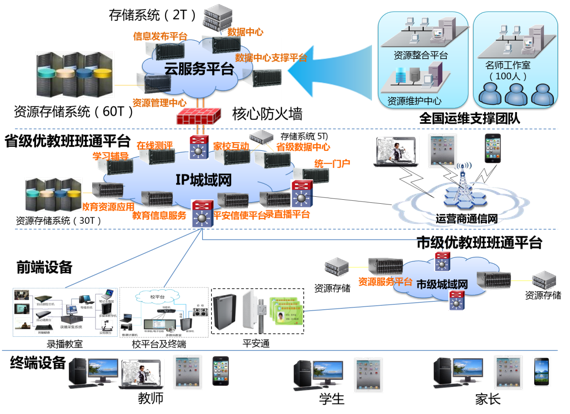 存储系统（2T）
信息发布平台
数据中心
云服务平台
数据中心支撑平台
资源整合平台
名师工作室
（100人）
资源存储系统（60T）
资源管理中心
资源维护中心
核心防火墙
全国运维支撑团队
省级优教班班通平台
在线测评
家校互动
存储系统(5T)
省级数据中心
学习辅导
统一门户
IP城域网
教育资源应用
教育信息服务
平安信使平台
录直播平台
资源存储系统（30T）
运营商通信网
市级优教班班通平台
前端设备
资源存储
资源服务平台
市级城域网
资源存储
校平台
录播教室
校平台及终端
平安通
终端设备
教师
学生
家长